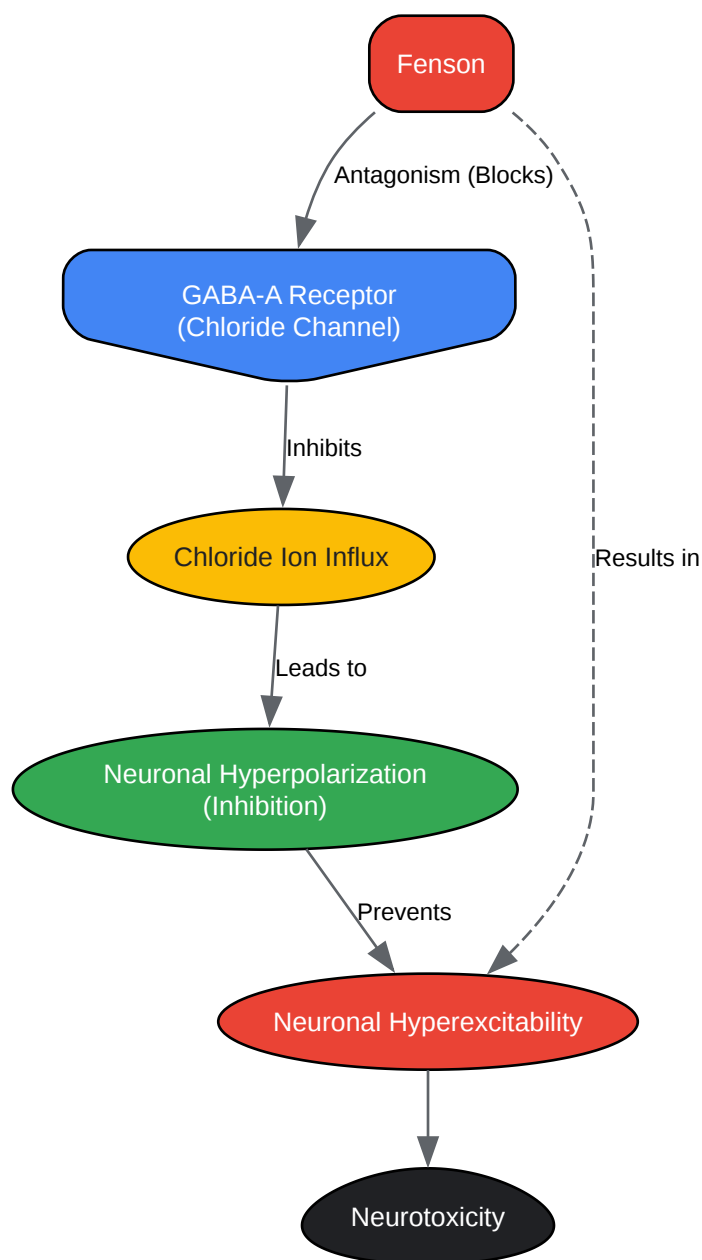 Fenson
Antagonism (Blocks)
GABA-A Receptor
(Chloride Channel)
Inhibits
Chloride Ion Influx
Results in
Leads to
Neuronal Hyperpolarization
(Inhibition)
Prevents
Neuronal Hyperexcitability
Neurotoxicity